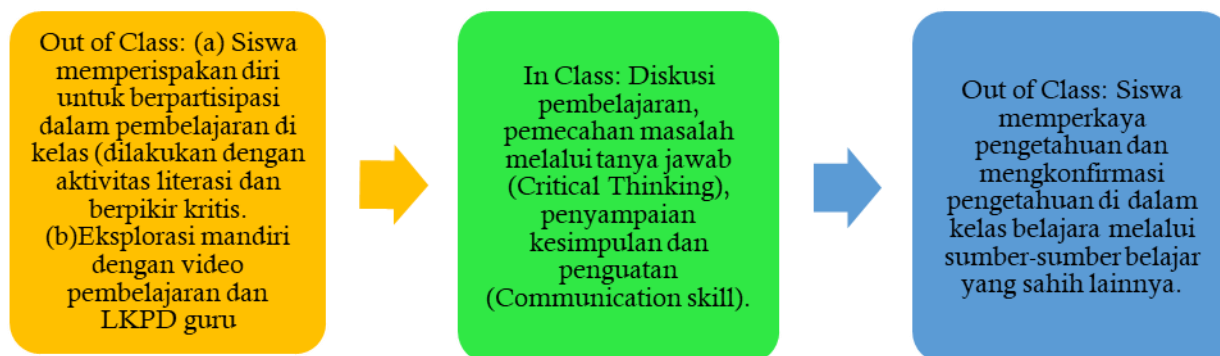 Out of Class: (a) Siswa
memperispakan diri
untuk berpartisipasi
dalam pembelajaran di
kelas (dilakukan dengan
aktivitas literasi dan
berpikir kritis.
(b)Eksplorasi mandiri
dengan video
pembelajaran dan
LKPD guru
In Class: Diskusi
pembelajaran,
pemecahan masalah
melalui tanya jawab
(Critical Thinking),
penyampaian
kesimpulan dan
penguatan
(Communication skill).
Out of Class: Siswa
memperkaya
pengetahuan dan
mengkonfirmasi
pengetahuan di dalam
kelas belajara melalui
sumber-sumber belajar
yang sahih lainnya.